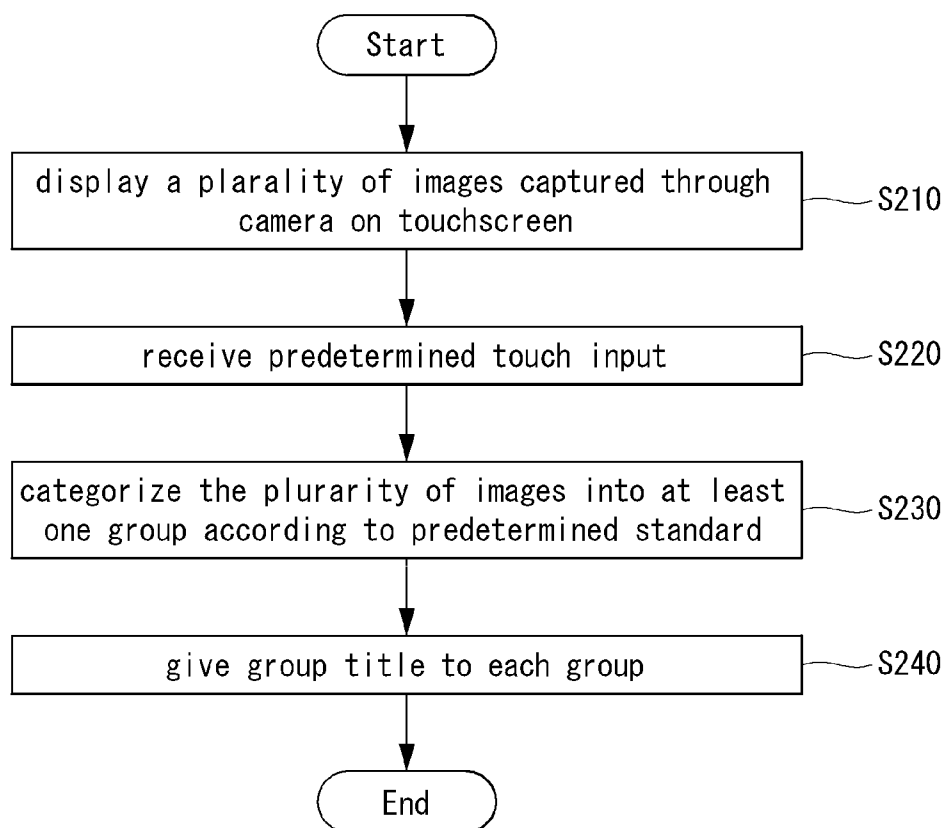 Start
display a plarality of images captured through
camera on touchscreen
S210
receive predetermined touch input
S220
categorize the plurarity of images into at least
one group according to predetermined standard
S230
give group title to each group
S240
End